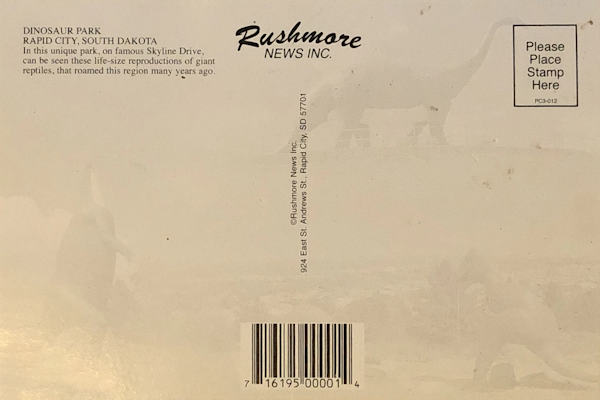 DINOSAUR PARK
RAPID CITY, SOUTH DAKOTA
In this unique park, on famous Skyline Drive,
can be seen these life-size reproductions of giant
reptiles, that roamed this region many years ago.
Rushmore
NEWS INC.
Please
Place
Stamp
Here
PC3-012
©Rushmore News Inc.
924 East St. Andrews St., Rapid City, SD 57701
7 16195 00001 4